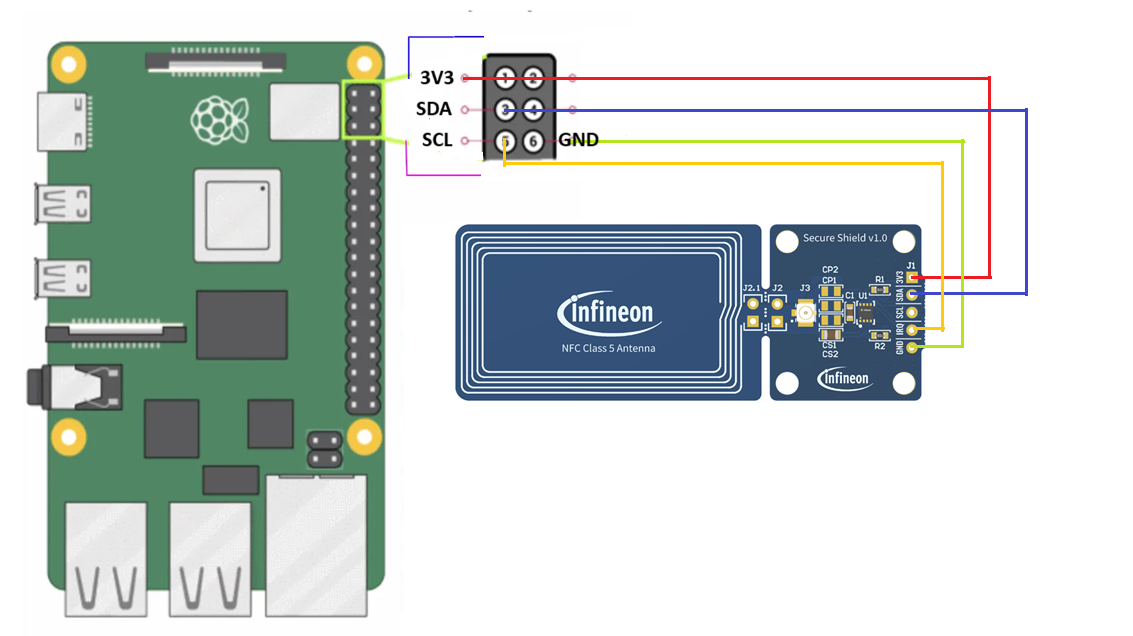 3V3
SDA
SCL
1 2
3 4
5 6
GND
Secure Shield v1.0
J1
3V3
SDA
SCL
IRQ
GND
CP2
CP1
R1
J2.1
J2
J3
C1
U1
CS1
CS2
R2
infineon
NFC Class 5 Antenna
infineon